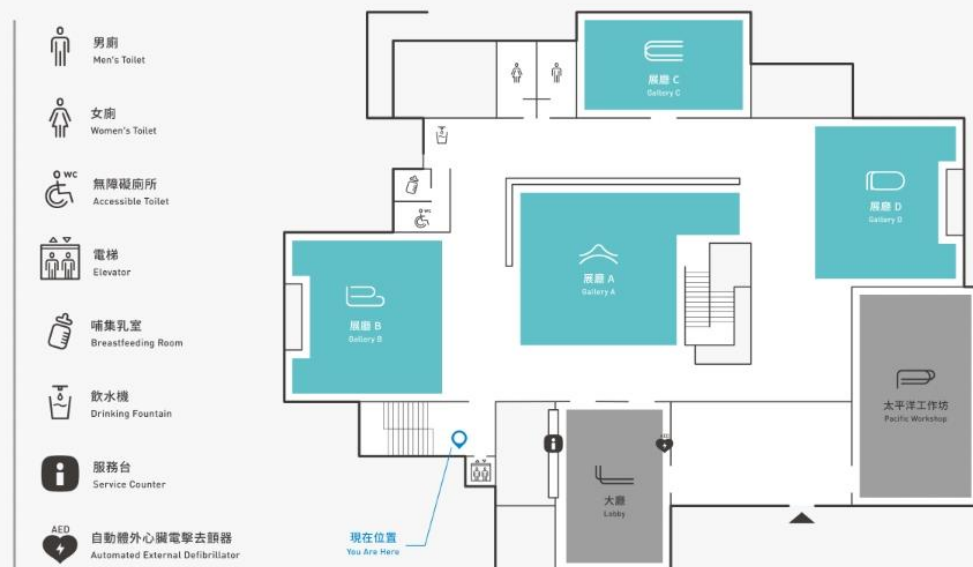 男廁
Men's Toilet
女廁
Women's Toilet
WC
無障礙廁所
Accessible Toilet
電梯
Elevator
哺集乳室
Breastfeeding Room
飲水機
Drinking Fountain
服務台
Service Counter
AED
自動體外心臟電擊去顫器
Automated External Defibrillator
展廳 C
Gallery C
展廳 D
Gallery D
WC
展廳 A
Gallery A
展廳 B
Gallery B
太平洋工作坊
Pacific Workshop
AED
大廳
Lobby
現在位置
You Are Here